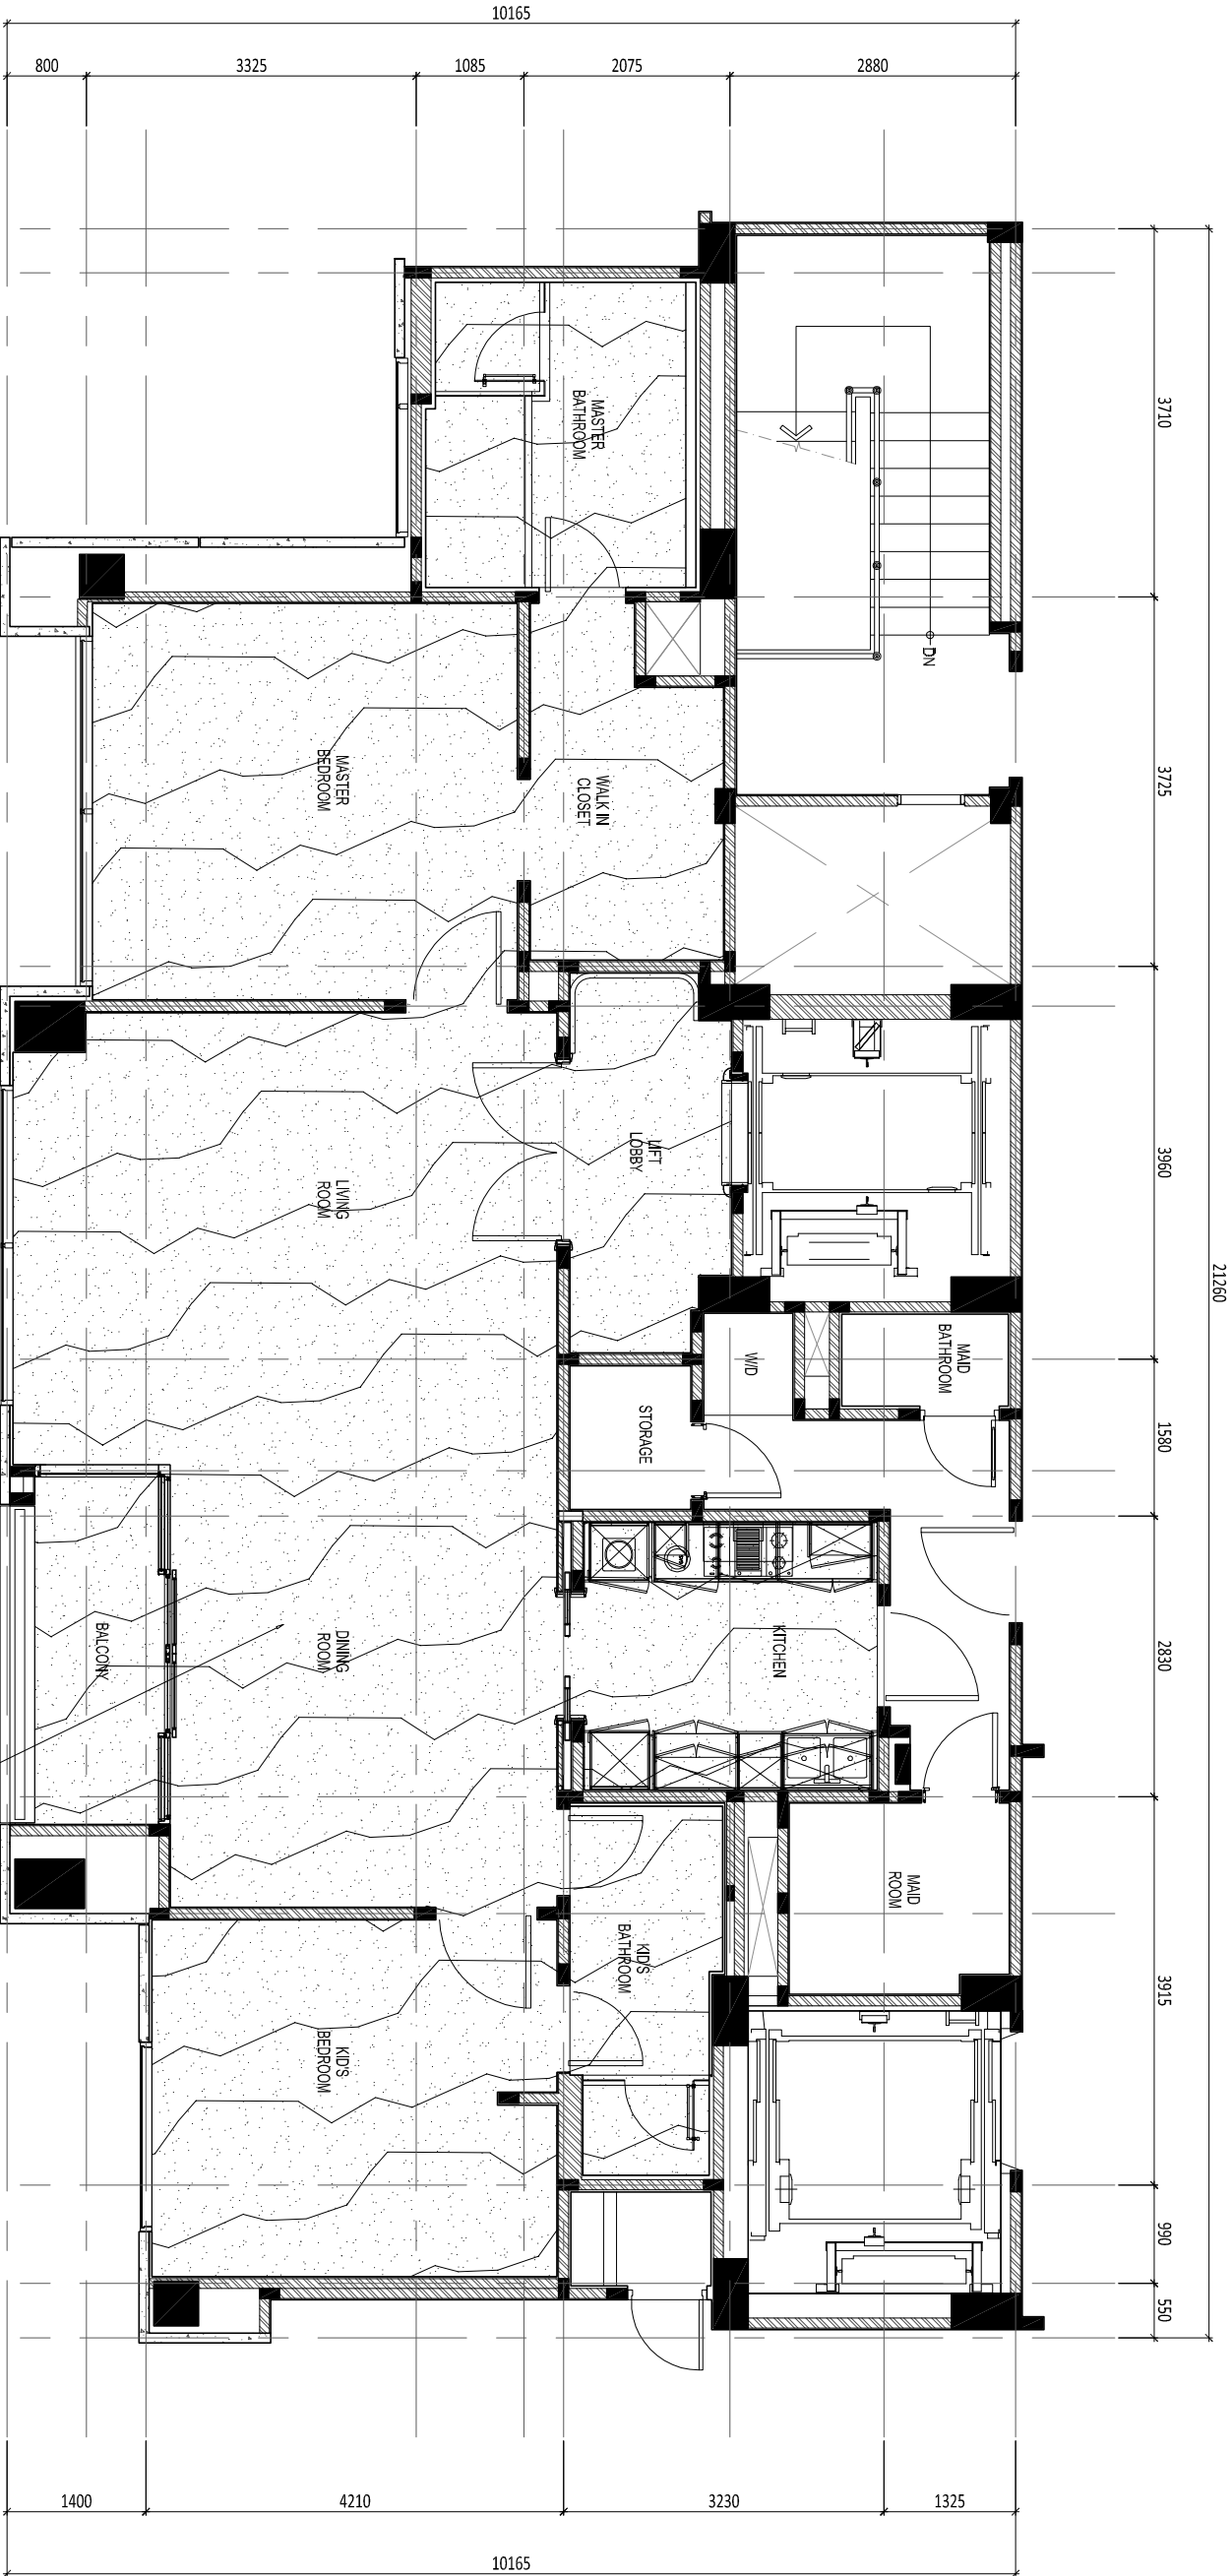 10165
800
3325
1085
2075
2880
3710
3725
3960
21260
1580
2830
3915
990
550
DN
MASTER
BATHROOM
MASTER
BEDROOM
WALK IN
CLOSET
LIFT
LOBBY
LIVING
ROOM
W/D
MAID
BATHROOM
STORAGE
KITCHEN
DINING
ROOM
BALCONY
MAID
ROOM
KID'S
BATHROOM
KID'S
BEDROOM
1400
4210
3230
1325
10165